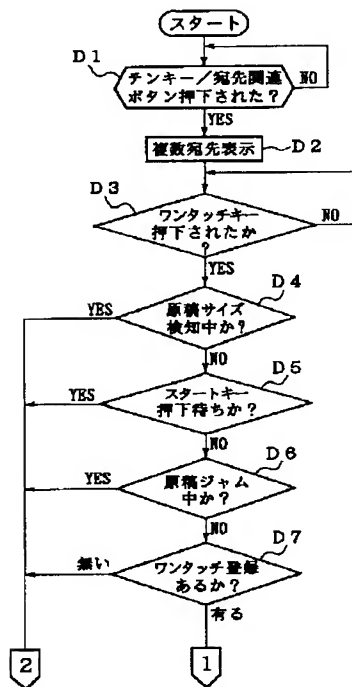 スタート
D1
テンキー／宛先関連
ボタン押下された？
NO
YES
複数宛先表示
D2
D3
ワンタッチキー
押下されたか
NO
YES
D4
YES
原稿サイズ
検知中か？
NO
D5
YES
スタートキー
押下待ちか？
NO
D6
YES
原稿ジャム
中か？
NO
D7
無い
ワンタッチ登録
あるか？
有る
2
1